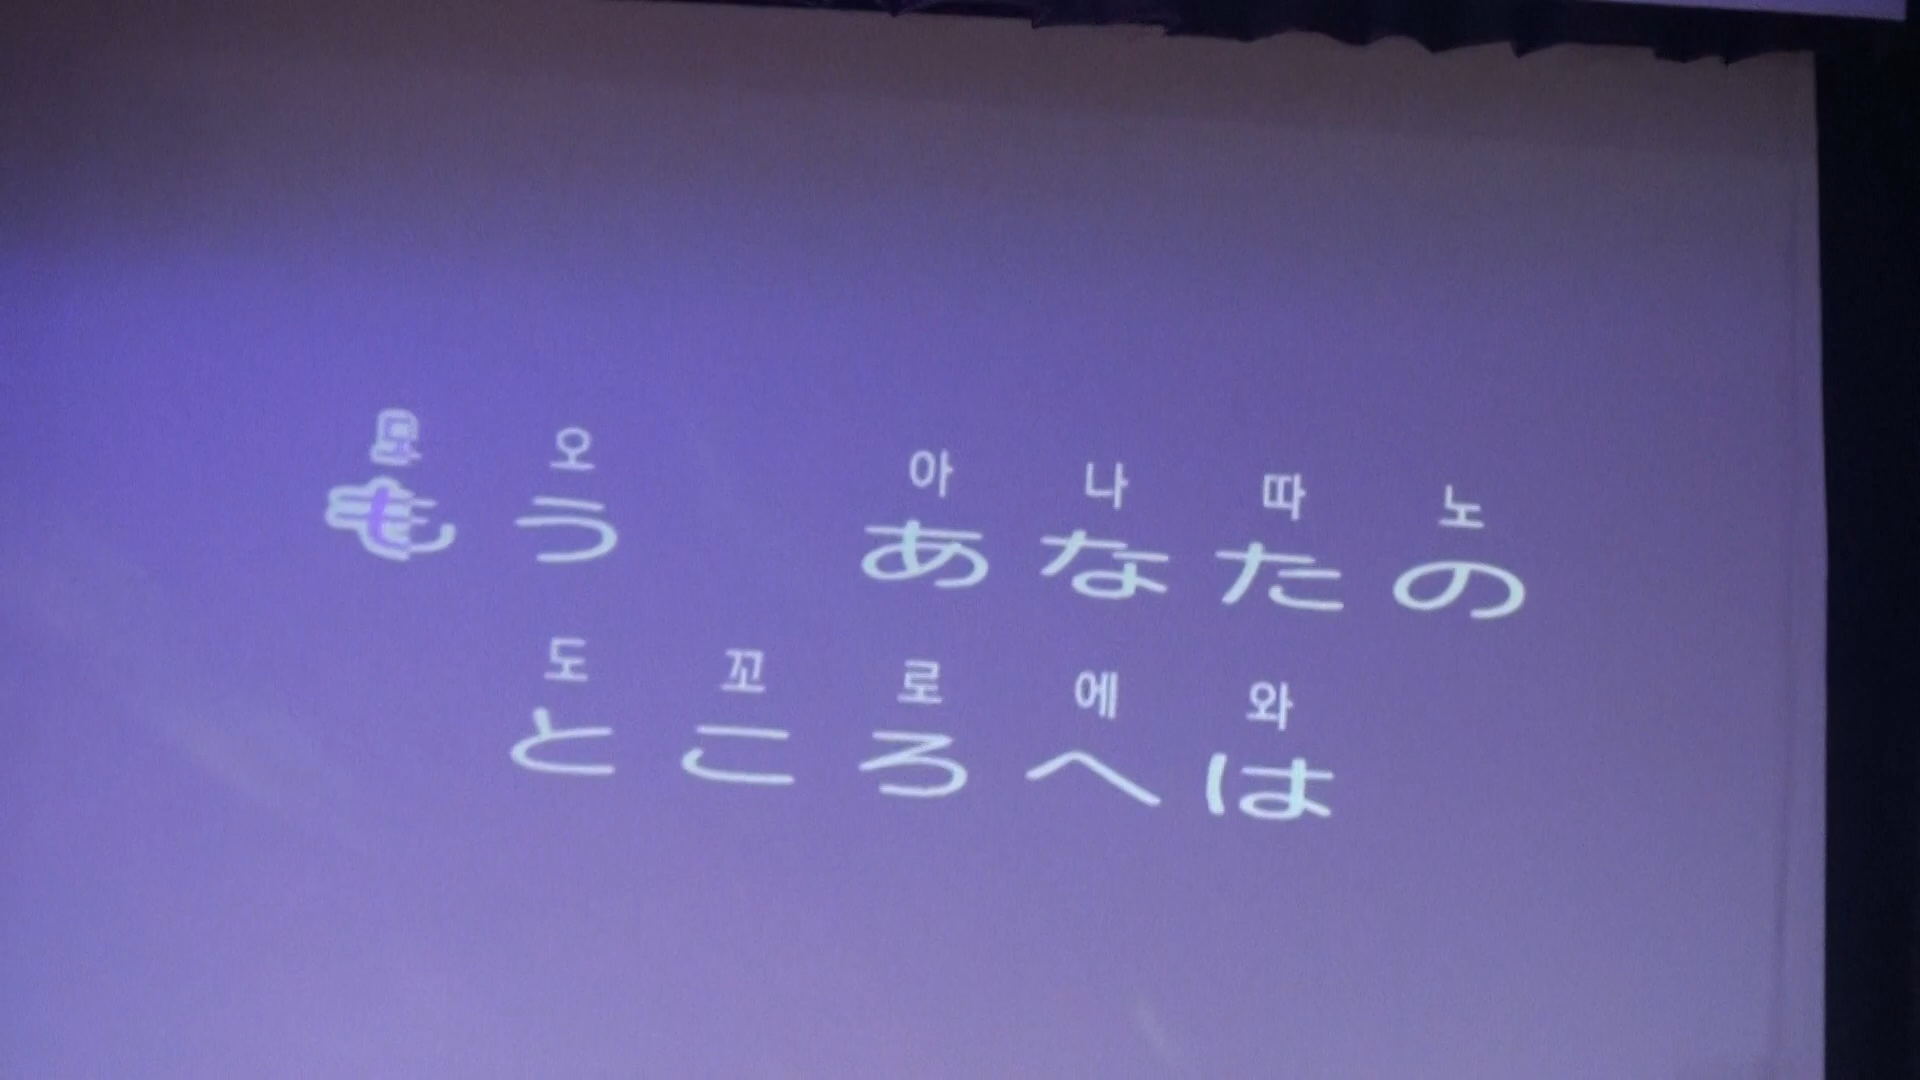 모 오 아 나 따 노
もう あなたの
도 꼬 로 에 와
ところへは